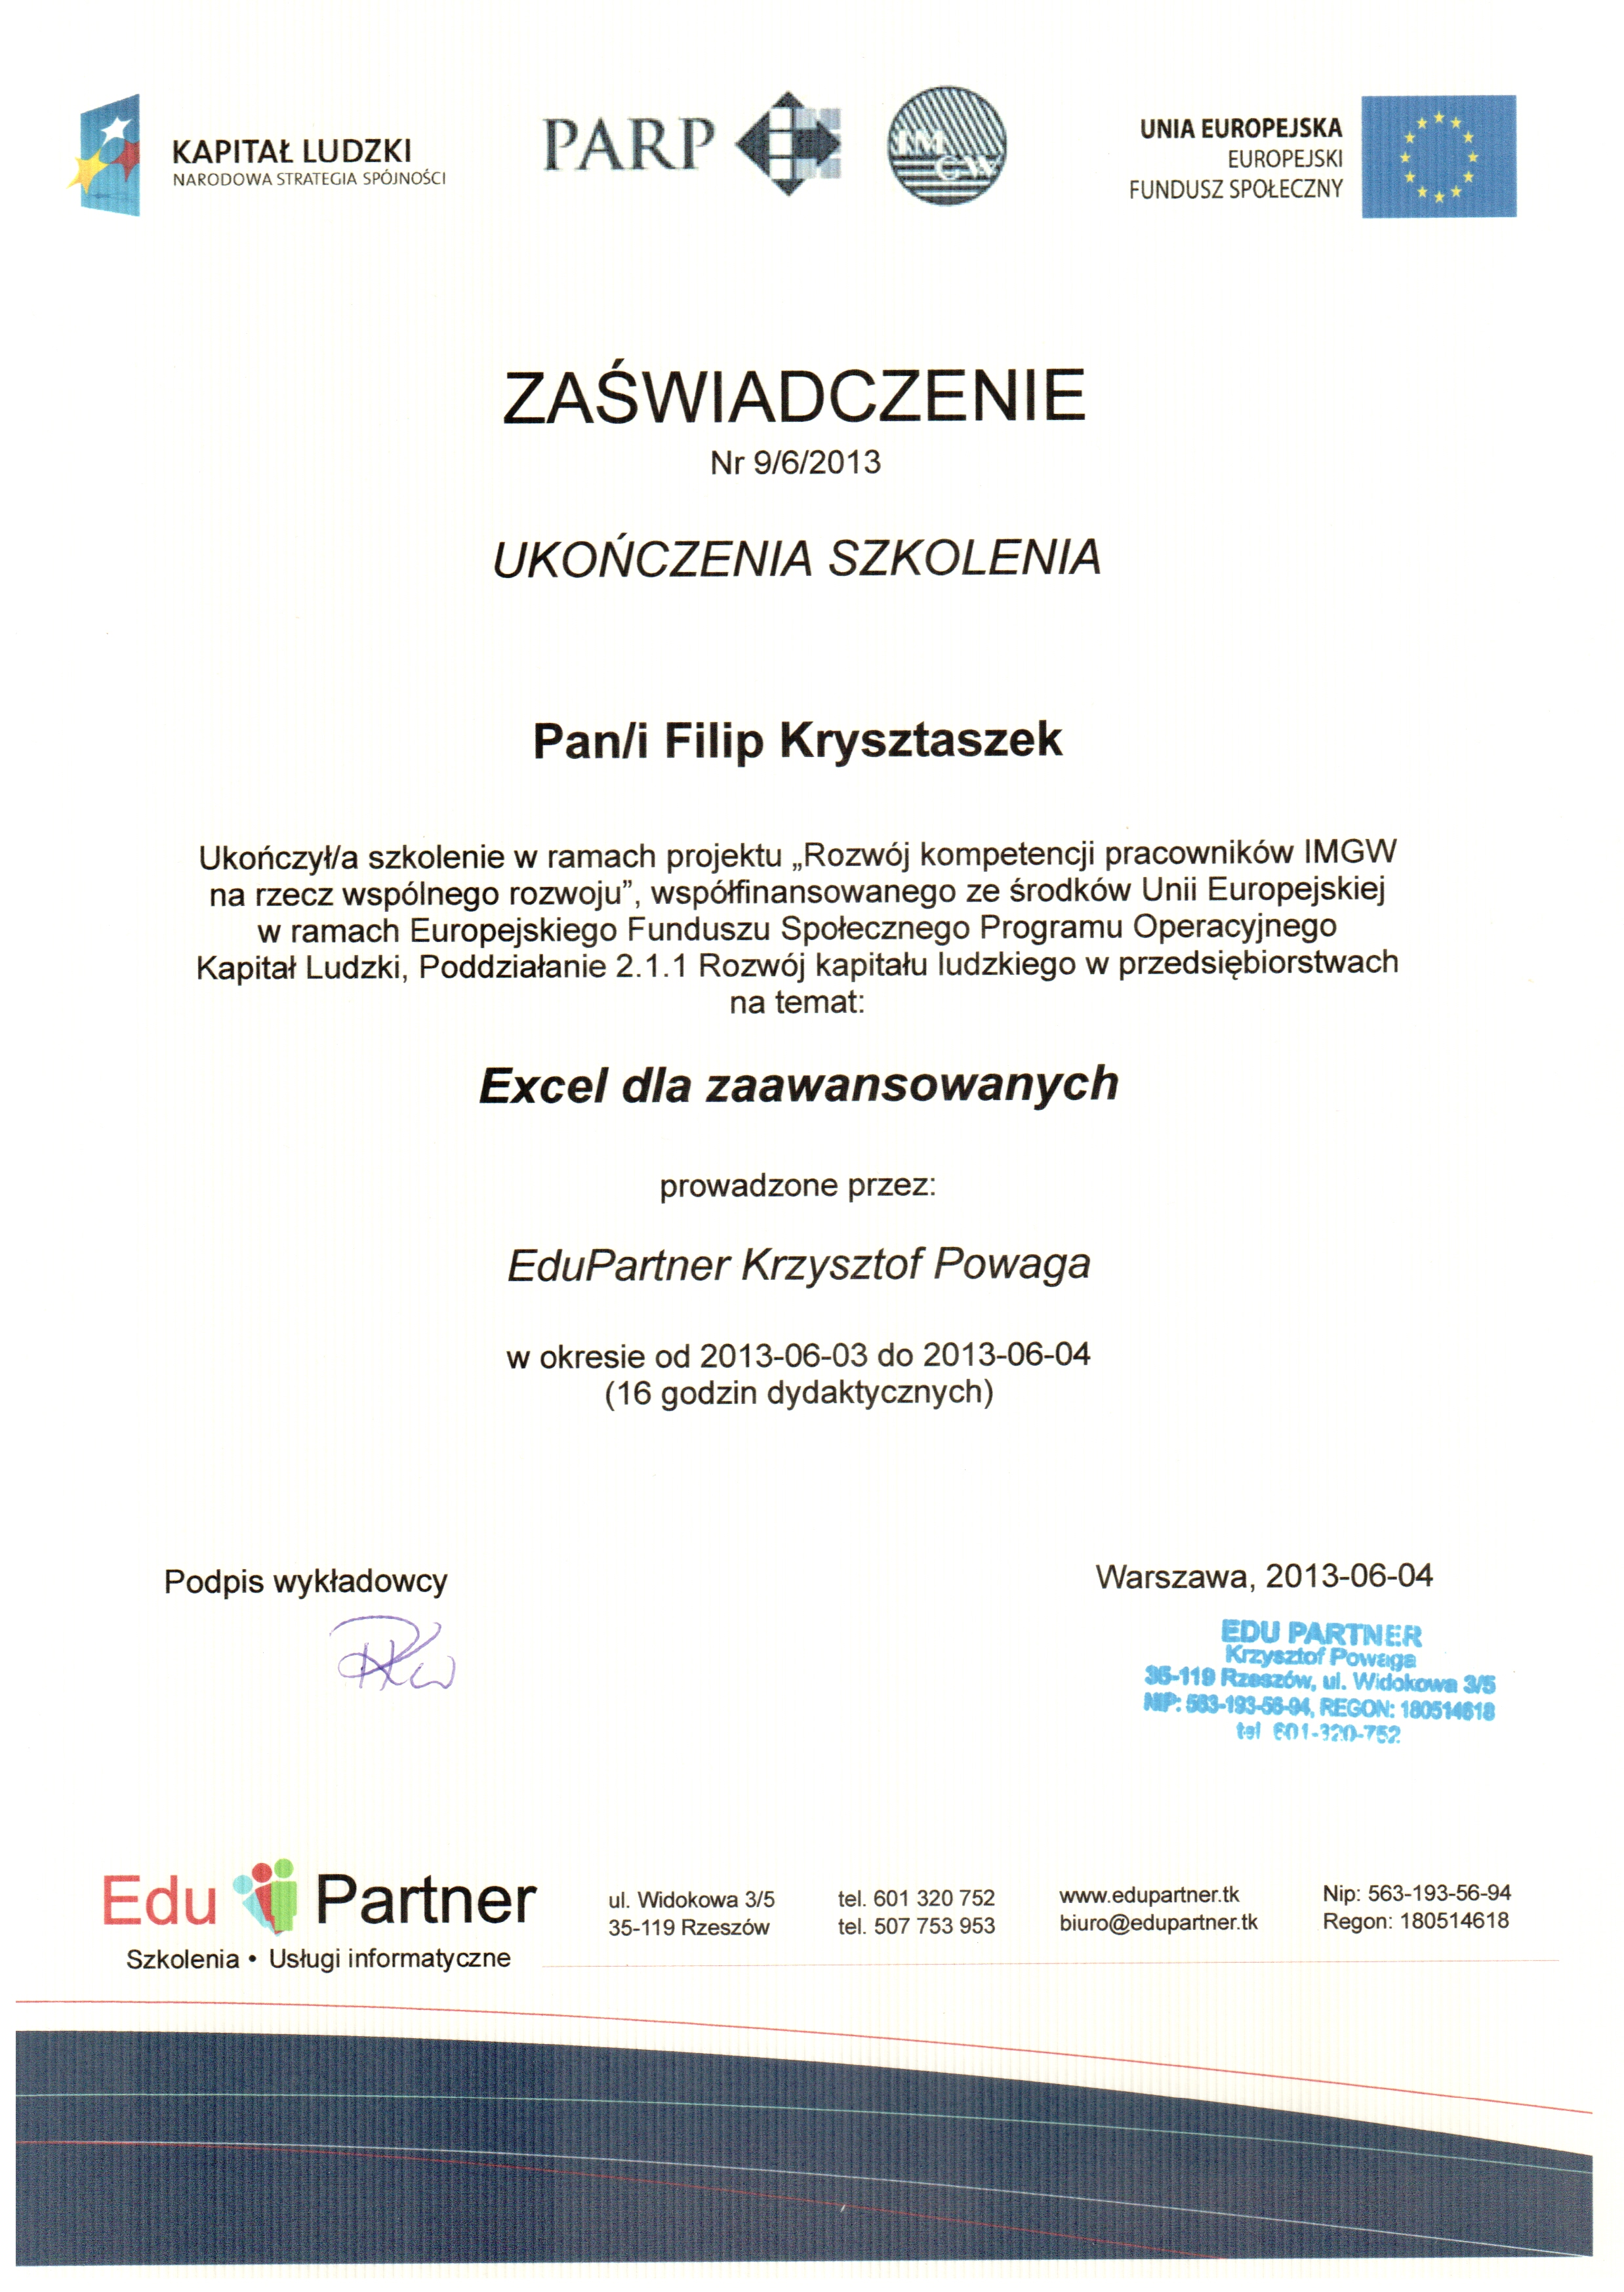 KAPITAŁ LUDZKI
NARODOWA STRATEGIA SPÓJNOŚCI
PARP
IMGW
UNIA EUROPEJSKA
EUROPEJSKI
FUNDUSZ SPOŁECZNY
ZAŚWIADCZENIE
Nr 9/6/2013
UKOŃCZENIA SZKOLENIA
Pan/i Filip Krysztaszek
Ukończył/a szkolenie w ramach projektu „Rozwój kompetencji pracowników IMGW
na rzecz wspólnego rozwoju”, współfinansowanego ze środków Unii Europejskiej
w ramach Europejskiego Funduszu Społecznego Programu Operacyjnego
Kapitał Ludzki, Poddziałanie 2.1.1 Rozwój kapitału ludzkiego w przedsiębiorstwach
na temat:
Excel dla zaawansowanych
prowadzone przez:
EduPartner Krzysztof Powaga
w okresie od 2013-06-03 do 2013-06-04
(16 godzin dydaktycznych)
Podpis wykładowcy
Warszawa, 2013-06-04
EDU PARTNER
Krzysztof Powaga
35-119 Rzeszów, ul. Widokowa 3/5
NIP: 563-193-56-94, REGON: 180514618
tel 601-320-752
Edu Partner
Szkolenia • Usługi informatyczne
ul. Widokowa 3/5
35-119 Rzeszów
tel. 601 320 752
tel. 507 753 953
www.edupartner.tk
biuro@edupartner.tk
Nip: 563-193-56-94
Regon: 180514618